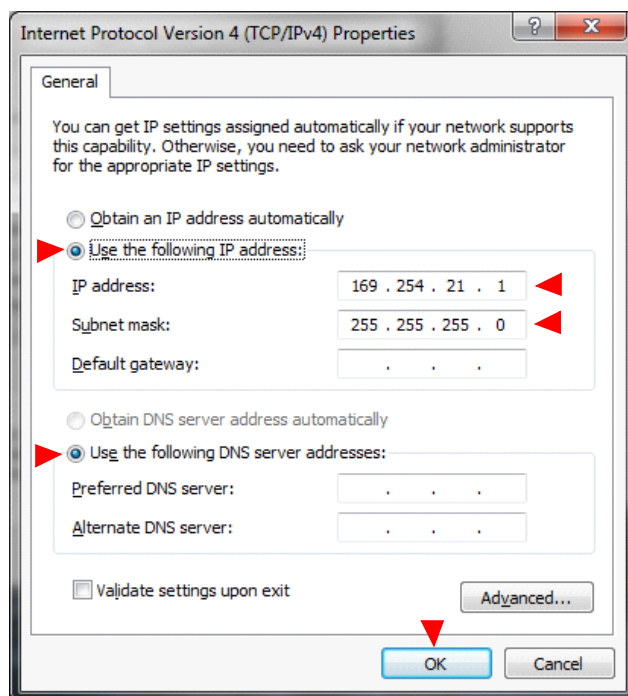 Internet Protocol Version 4 (TCP/IPv4) Properties
General
You can get IP settings assigned automatically if your network supports
this capability. Otherwise, you need to ask your network administrator
for the appropriate IP settings.
Obtain an IP address automatically
Use the following IP address:
IP address: 169 . 254 . 21 . 1
Subnet mask: 255 . 255 . 255 . 0
Default gateway: . . .
Obtain DNS server address automatically
Use the following DNS server addresses:
Preferred DNS server: . . .
Alternate DNS server: . . .
Validate settings upon exit
Advanced...
OK Cancel